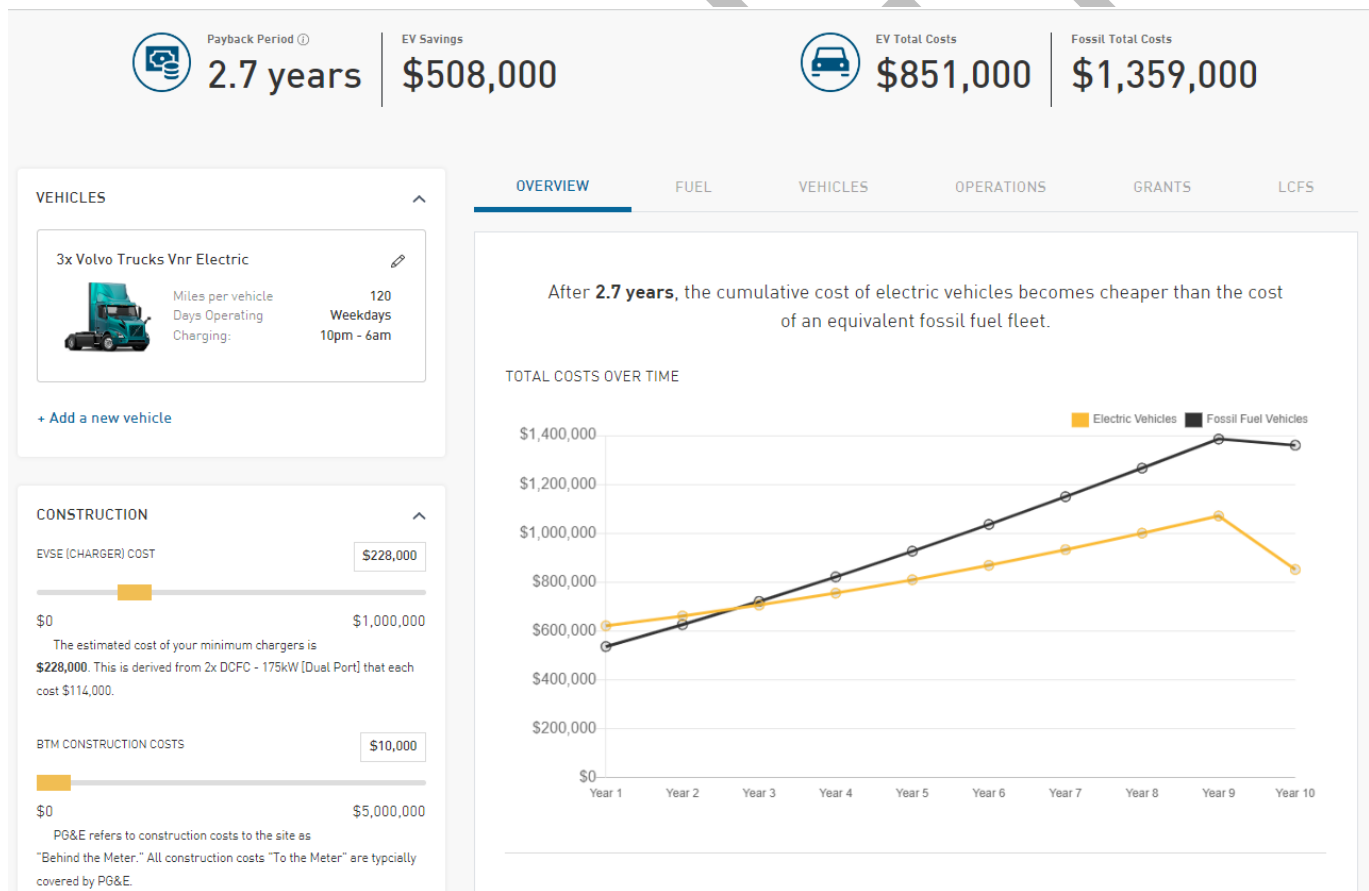 Payback Period ⓘ
2.7 years
EV Savings
$508,000
EV Total Costs
$851,000
Fossil Total Costs
$1,359,000
VEHICLES
3x Volvo Trucks Vnr Electric
Miles per vehicle 120
Days Operating Weekdays
Charging: 10pm - 6am
+ Add a new vehicle
CONSTRUCTION
EVSE (CHARGER) COST $228,000
$0 $1,000,000
The estimated cost of your minimum chargers is
$228,000. This is derived from 2x DCFC - 175kW [Dual Port] that each
cost $114,000.
BTM CONSTRUCTION COSTS $10,000
$0 $5,000,000
PG&E refers to construction costs to the site as
"Behind the Meter." All construction costs "To the Meter" are typcially
covered by PG&E.
OVERVIEW FUEL VEHICLES OPERATIONS GRANTS LCFS
After 2.7 years, the cumulative cost of electric vehicles becomes cheaper than the cost
of an equivalent fossil fuel fleet.
TOTAL COSTS OVER TIME
Electric Vehicles Fossil Fuel Vehicles
$1,400,000
$1,200,000
$1,000,000
$800,000
$600,000
$400,000
$200,000
$0
Year 1 Year 2 Year 3 Year 4 Year 5 Year 6 Year 7 Year 8 Year 9 Year 10